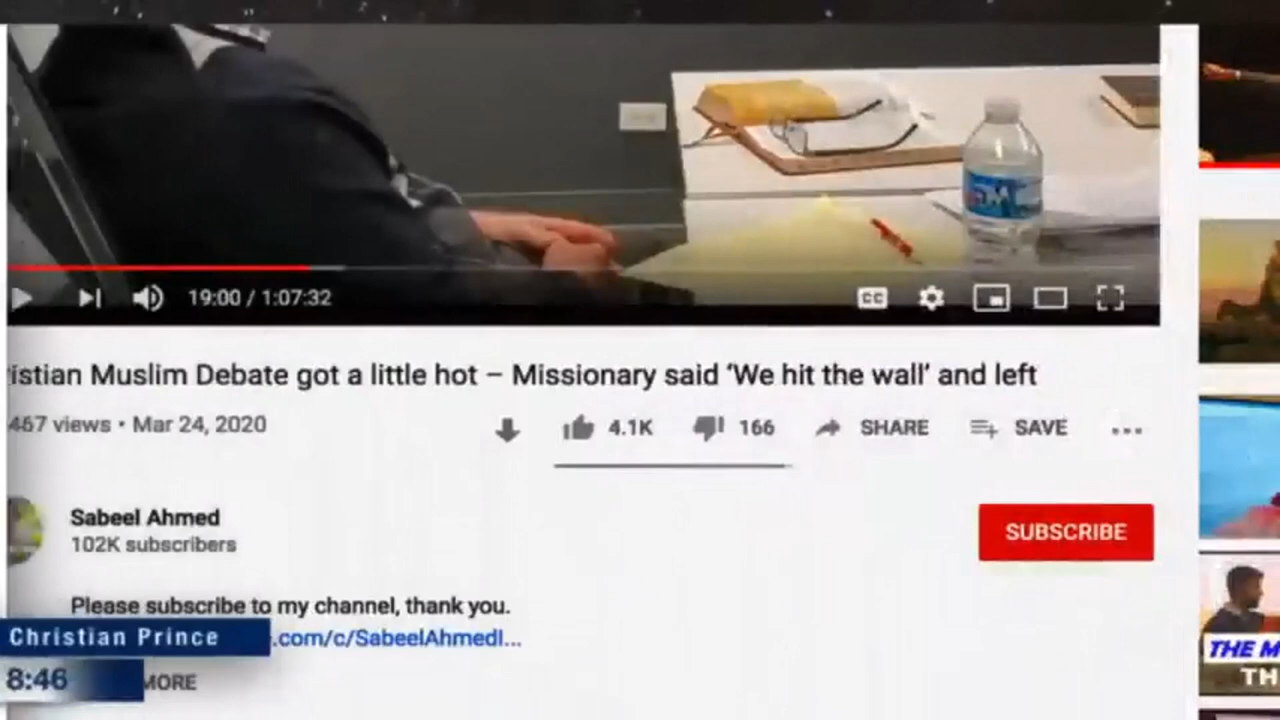 19:00 / 1:07:32
CC
ristian Muslim Debate got a little hot – Missionary said ‘We hit the wall’ and left
467 views • Mar 24, 2020
4.1K
166
SHARE
SAVE
Sabeel Ahmed
102K subscribers
SUBSCRIBE
Please subscribe to my channel, thank you.
Christian Prince
.com/c/SabeelAhmedI...
8:46
MORE
THE M
TH